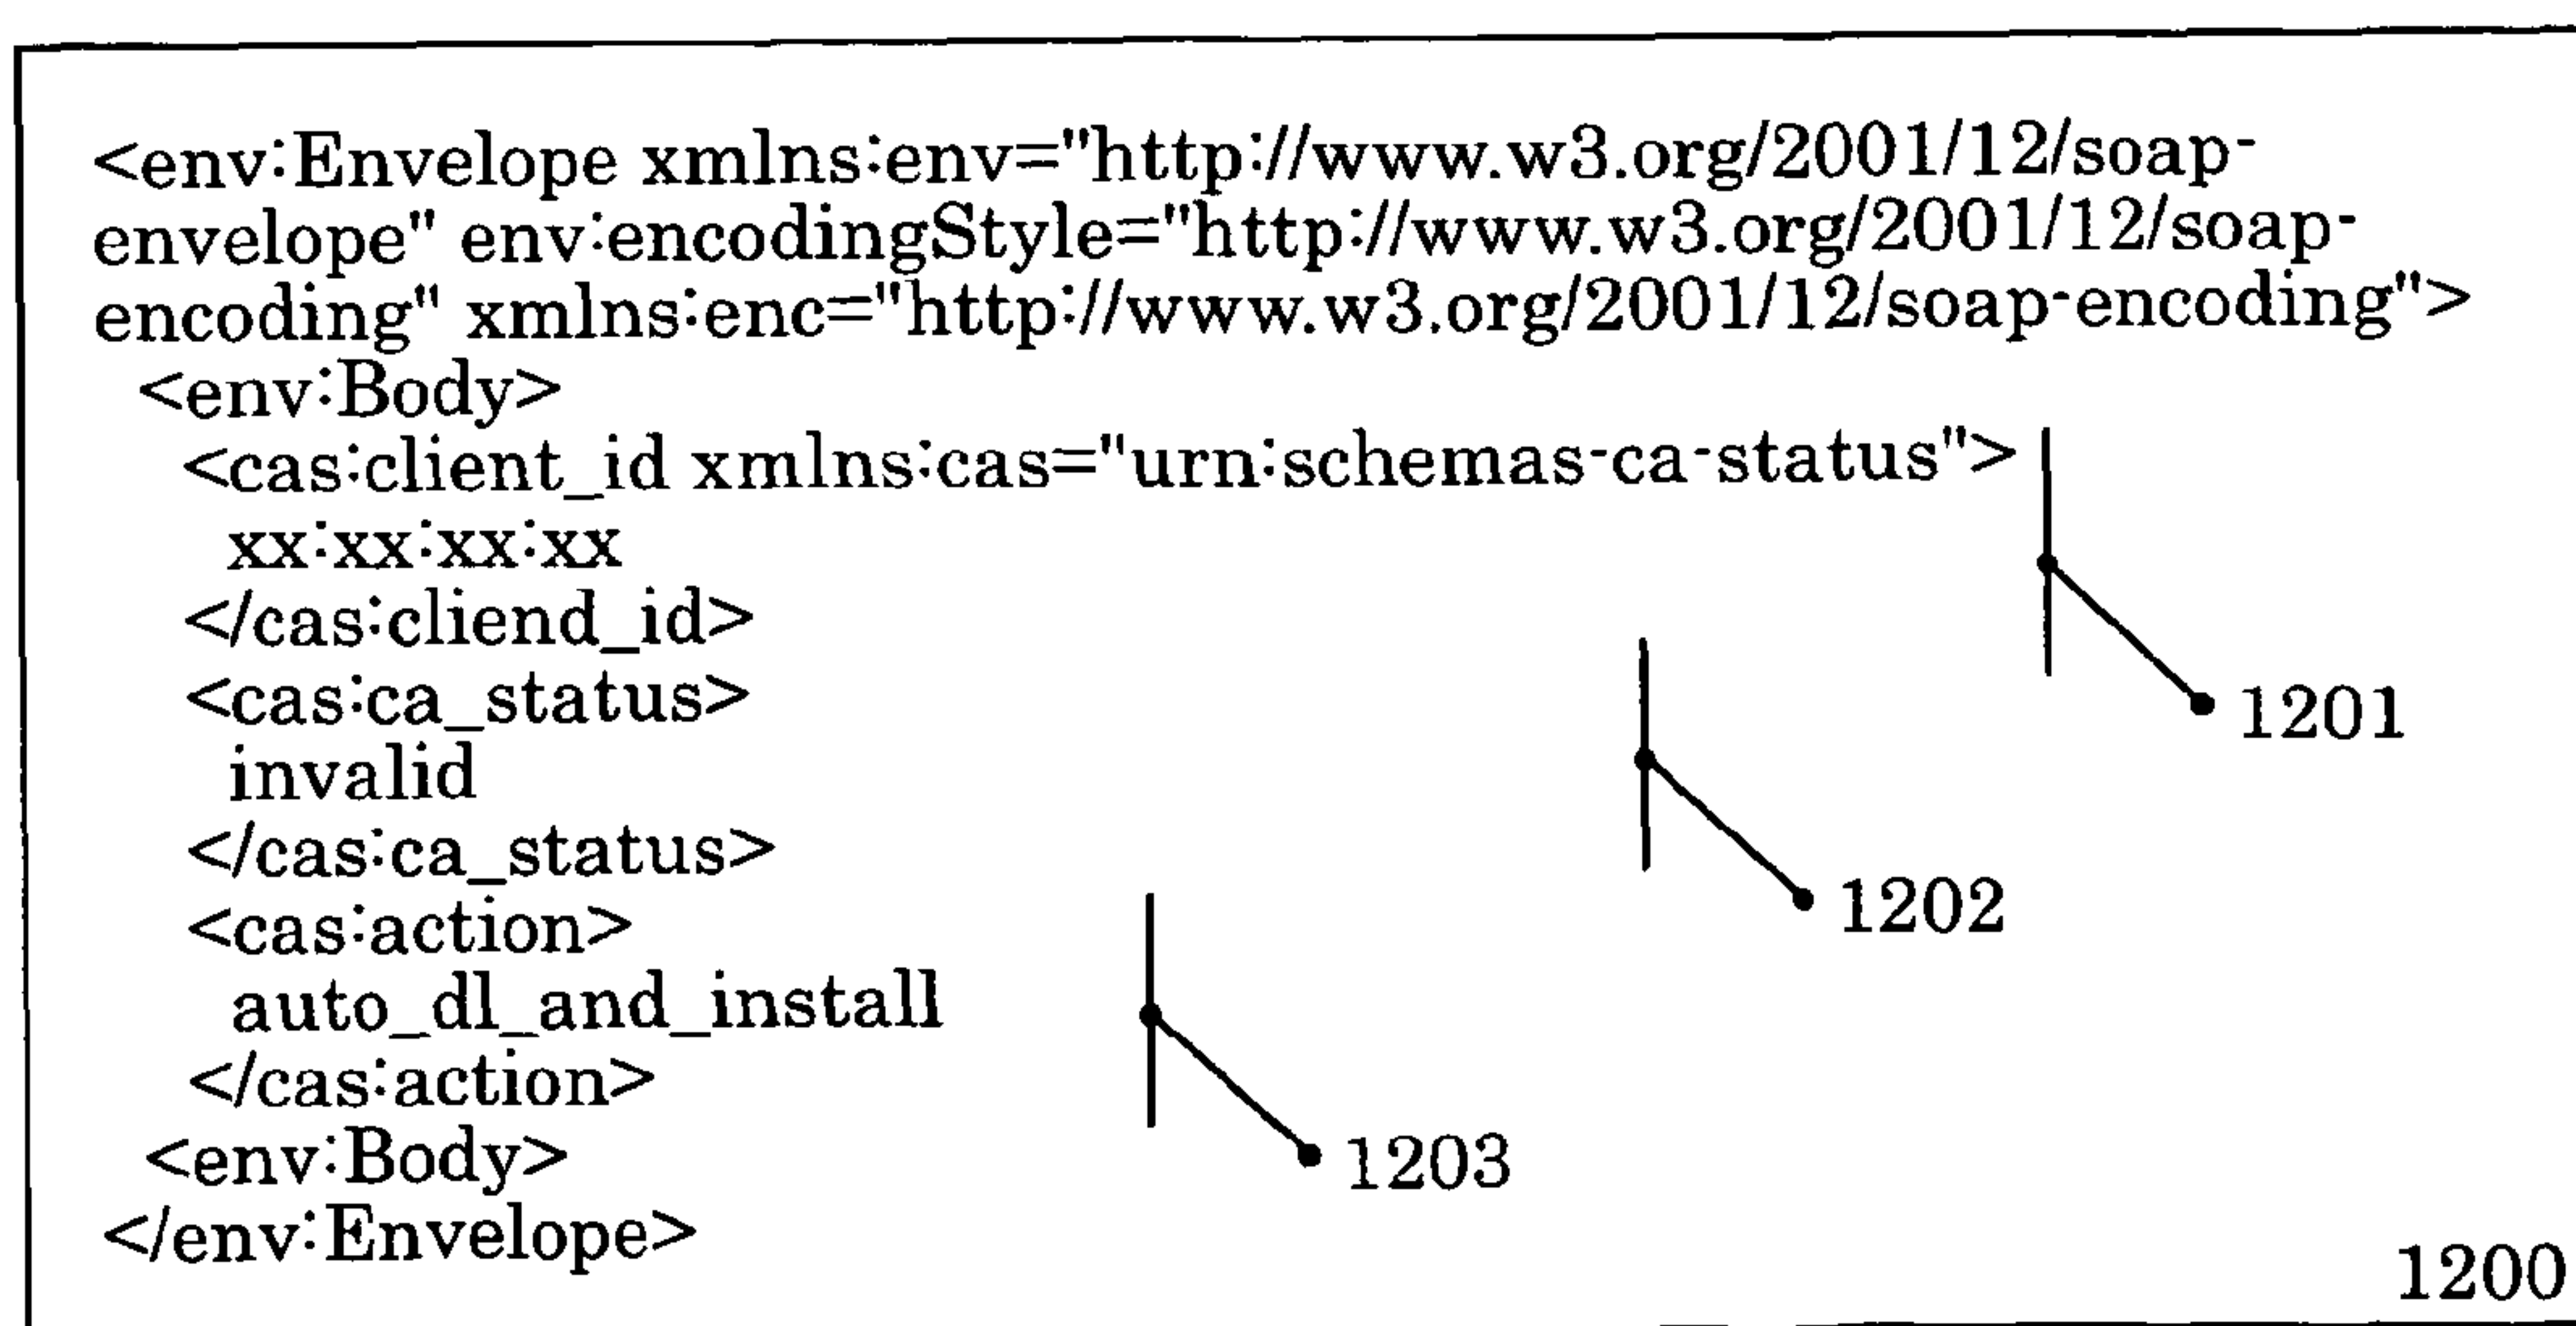 <env:Envelope xmlns:env="http://www.w3.org/2001/12/soap-
envelope" env:encodingStyle="http://www.w3.org/2001/12/soap-
encoding" xmlns:enc="http://www.w3.org/2001/12/soap-encoding">
<env:Body>
<cas:client_id xmlns:cas="urn:schemas-ca-status">
xx:xx:xx:xx
</cas:cliend_id>
<cas:ca_status>
1201
invalid
</cas:ca_status>
1202
<cas:action>
auto_dl_and_install
</cas:action>
<env:Body>
1203
</env:Envelope>
1200